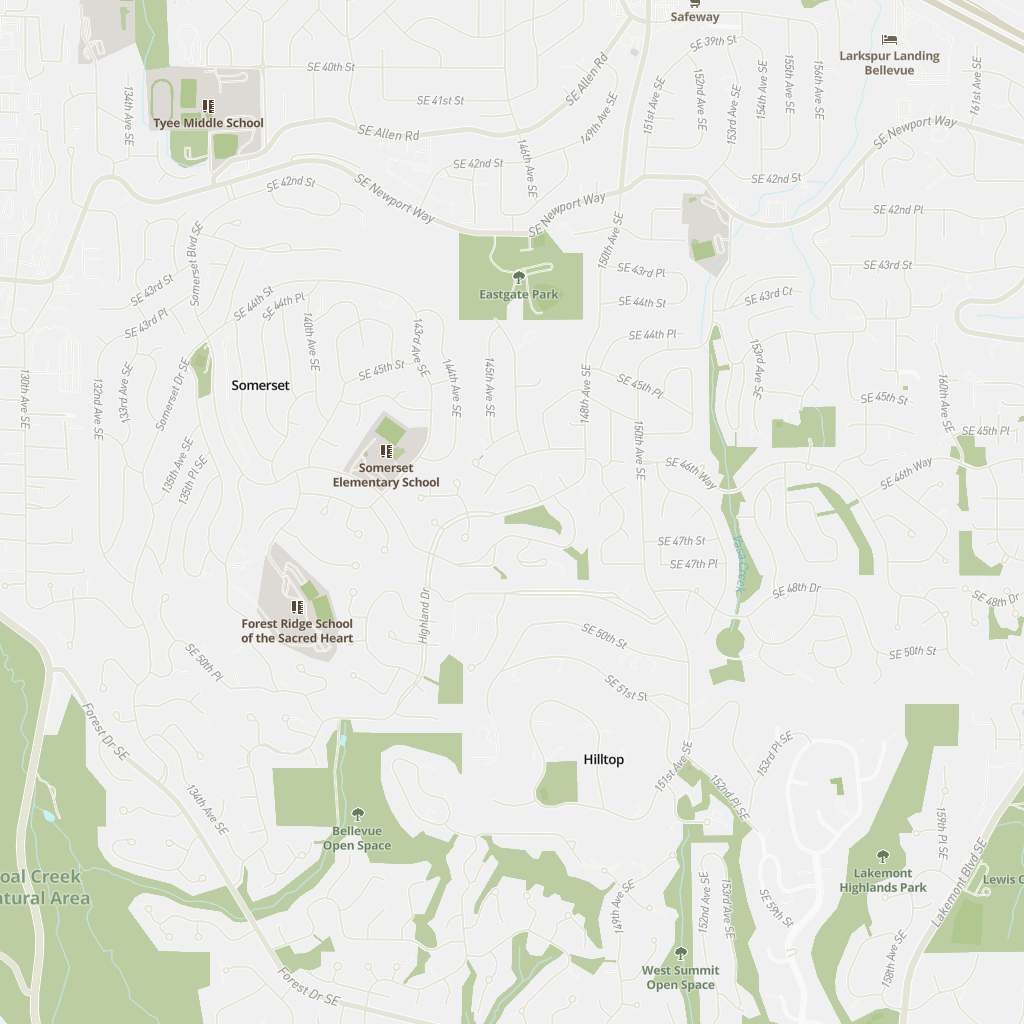 Safeway
SE 39th St
Larkspur Landing
Bellevue
SE 40th St
SE Allen Rd
134th Ave SE
151st Ave SE
152nd Ave SE
153rd Ave SE
154th Ave SE
155th Ave SE
156th Ave SE
161st Ave SE
SE 41st St
149th Ave SE
Tyee Middle School
SE Allen Rd
SE Newport Way
SE 42nd St
146th Ave SE
SE 42nd St
SE Newport Way
SE 42nd St
SE Newport Way
SE 42nd Pl
150th Ave SE
Somerset Blvd SE
SE 43rd St
SE 43rd Pl
SE 43rd St
Eastgate Park
SE 43rd Ct
SE 44th St
SE 44th Pl
SE 44th St
SE 43rd Pl
SE 44th Pl
140th Ave SE
143rd Ave SE
Somerset Dr SE
Somerset
SE 45th St
144th Ave SE
145th Ave SE
148th Ave SE
SE 45th Pl
153rd Ave SE
130th Ave SE
132nd Ave SE
133rd Ave SE
160th Ave SE
SE 45th St
SE 45th Pl
150th Ave SE
135th Ave SE
135th Pl SE
Somerset
Elementary School
SE 46th Way
SE 46th Way
SE 47th St
SE 47th Pl
Vasa Creek
SE 48th Dr
SE 48th Dr
Highland Dr
Forest Ridge School
of the Sacred Heart
SE 50th St
SE 50th St
SE 50th Pl
SE 51st St
Forest Dr SE
Hilltop
151st Ave SE
153rd Pl SE
152nd Pl SE
134th Ave SE
Bellevue
Open Space
159th Pl SE
Lakemont
Highlands Park
Lakemont Blvd SE
Lewis C
oal Creek
atural Area
149th Ave SE
152nd Ave SE
153rd Ave SE
SE 59th St
158th Ave SE
West Summit
Open Space
Forest Dr SE